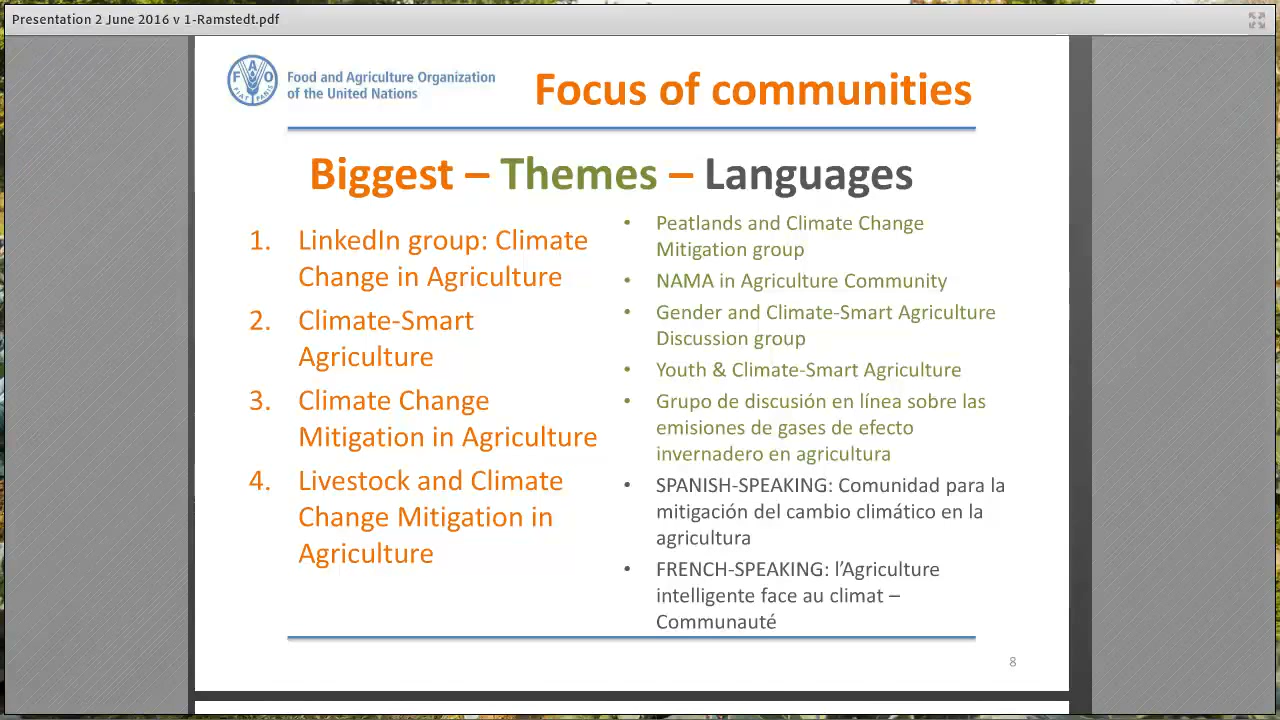 Presentation 2 June 2016 v 1-Ramstedt.pdf
FAO
FIAT PANIS
Food and Agriculture Organization
of the United Nations
Focus of communities
Biggest – Themes – Languages
1. LinkedIn group: Climate
Change in Agriculture
2. Climate-Smart
Agriculture
3. Climate Change
Mitigation in Agriculture
4. Livestock and Climate
Change Mitigation in
Agriculture
• Peatlands and Climate Change
Mitigation group
• NAMA in Agriculture Community
• Gender and Climate-Smart Agriculture
Discussion group
• Youth & Climate-Smart Agriculture
• Grupo de discusión en línea sobre las
emisiones de gases de efecto
invernadero en agricultura
• SPANISH-SPEAKING: Comunidad para la
mitigación del cambio climático en la
agricultura
• FRENCH-SPEAKING: l’Agriculture
intelligente face au climat –
Communauté
8